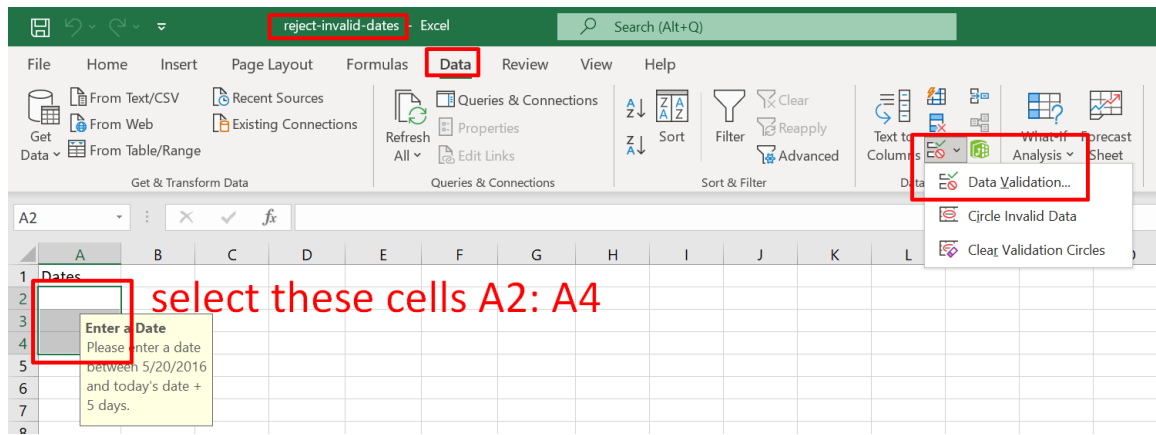 reject-invalid-dates - Excel
Search (Alt+Q)
File Home Insert Page Layout Formulas Data Review View Help
Get Data
From Text/CSV
From Web
From Table/Range
Recent Sources
Existing Connections
Get & Transform Data
Refresh All
Queries & Connections
Properties
Edit Links
Queries & Connections
Sort
Filter
Clear
Reapply
Advanced
Sort & Filter
Text to Columns
What-If Analysis
Forecast Sheet
Data
Data Validation...
Circle Invalid Data
Clear Validation Circles
A2
fx
A B C D E F G H I J K L
1 Dates
2
3
4
5
6
7
8
select these cells A2: A4
Enter a Date
Please enter a date
between 5/20/2016
and today's date +
5 days.